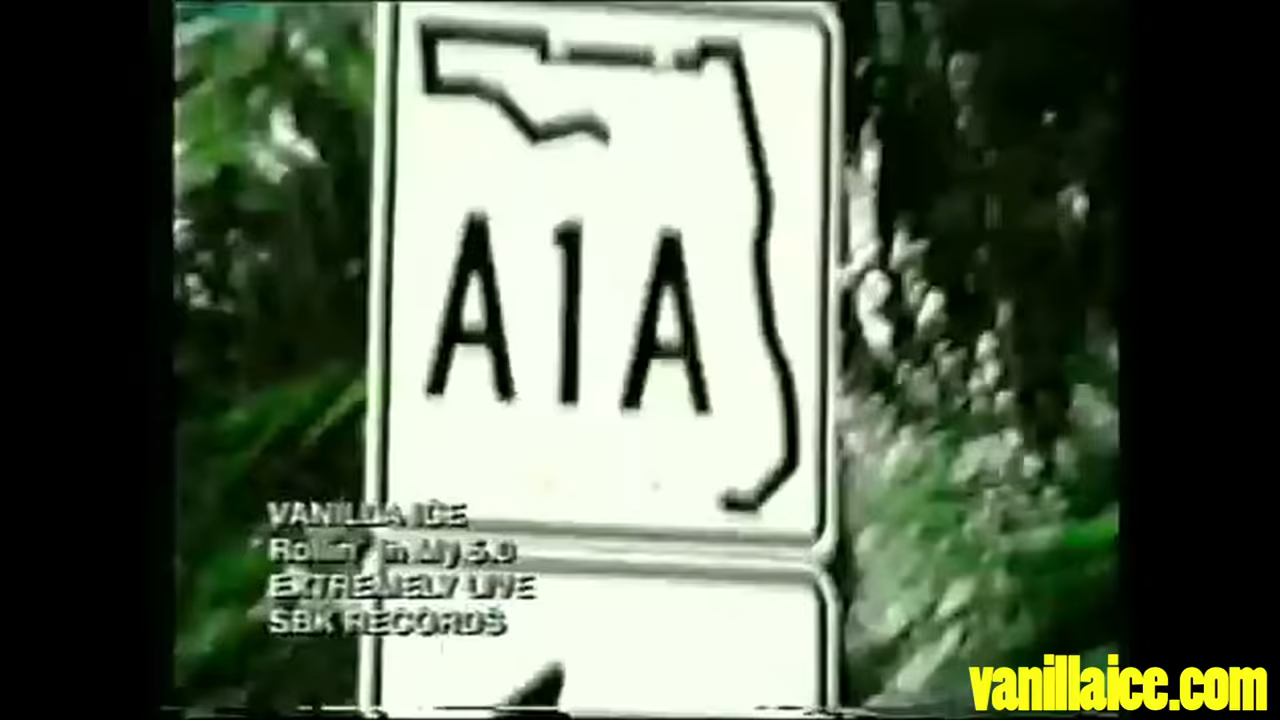 A1A
VANILLA ICE
"Rollin' in My 5.0"
EXTREMELY LIVE
SBK RECORDS
vanillaice.com